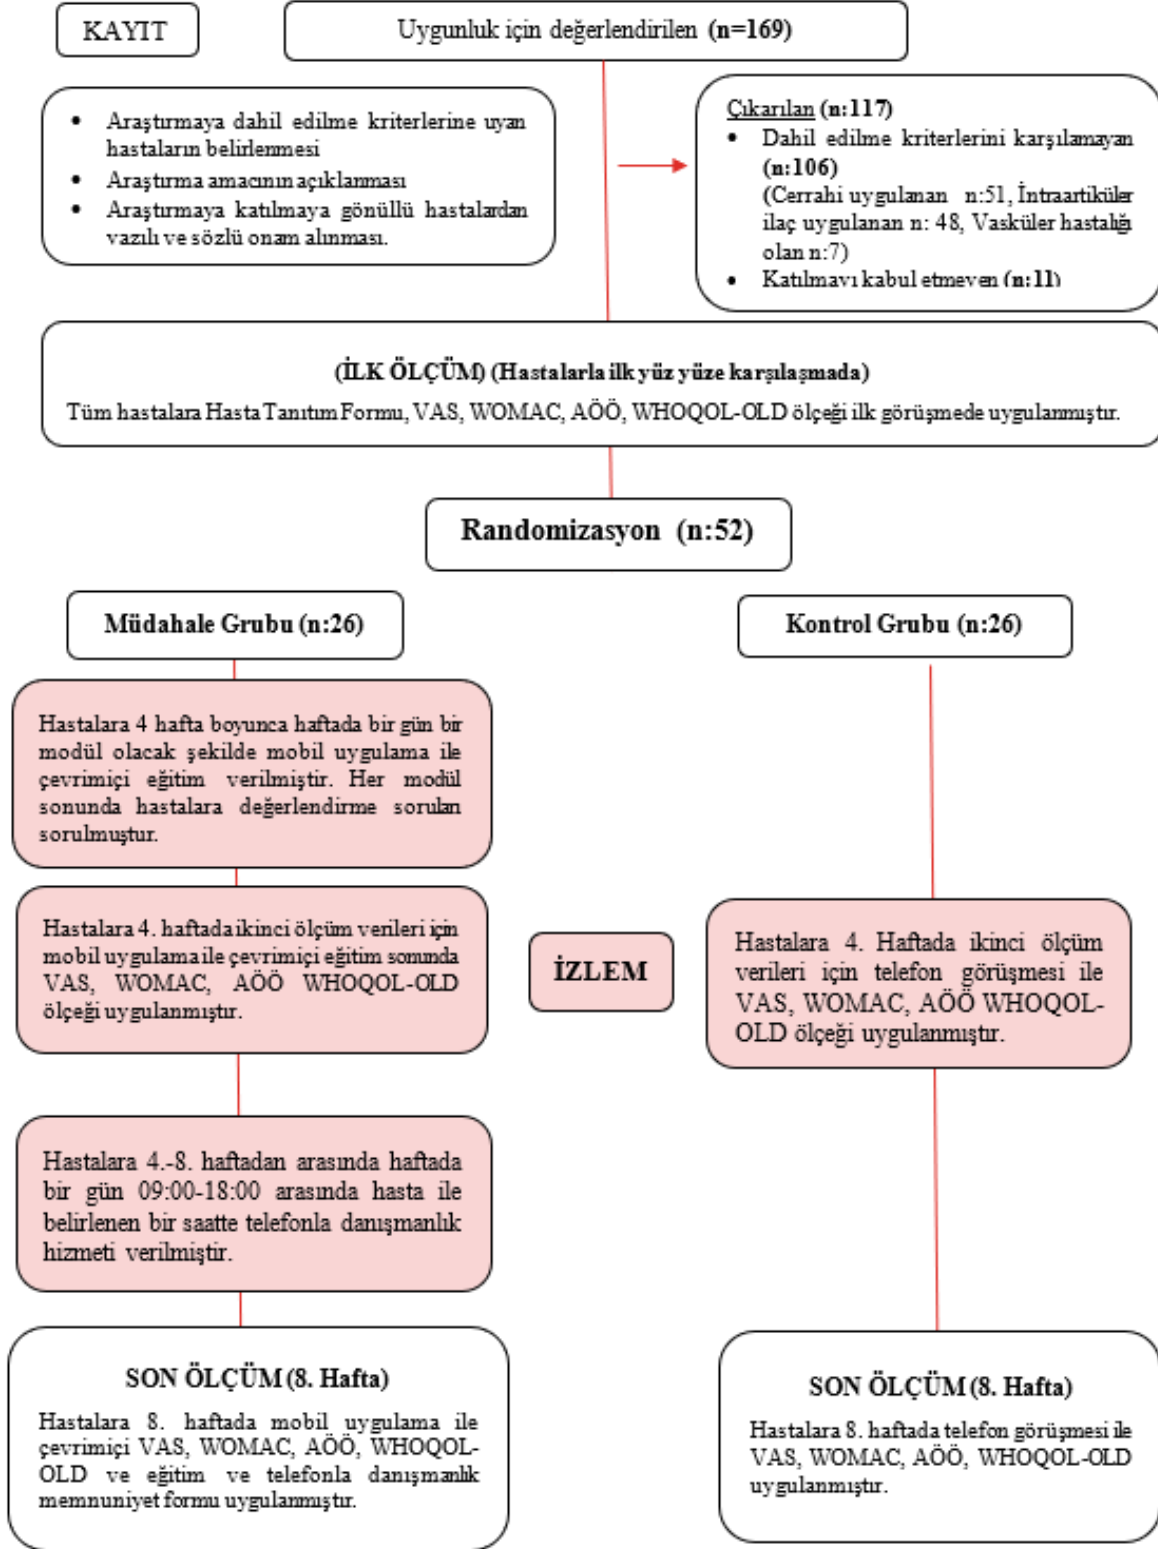 KAYIT
Uygunluk için değerlendirilen (n=169)
• Araştırmaya dahil edilme kriterlerine uyan
hastaların belirlenmesi
• Araştırma amacının açıklanması
• Araştırmaya katılmaya gönüllü hastalardan
yazılı ve sözlü onam alınması.
Çıkarılan (n:117)
• Dahil edilme kriterlerini karşılamayan
(n:106)
(Cerrahi uygulanan n:51, İntraartiküler
ilaç uygulanan n: 48, Vasküler hastalığı
olan n:7)
• Katılmayı kabul etmeyen (n:11)
(İLK ÖLÇÜM) (Hastalarla ilk yüz yüze karşılaşmada)
Tüm hastalara Hasta Tanıtım Formu, VAS, WOMAC, AÖÖ, WHOQOL-OLD ölçeği ilk görüşmede uygulanmıştır.
Randomizasyon (n:52)
Müdahale Grubu (n:26)
Kontrol Grubu (n:26)
Hastalara 4 hafta boyunca haftada bir gün bir
modül olacak şekilde mobil uygulama ile
çevrimiçi eğitim verilmiştir. Her modül
sonunda hastalara değerlendirme soruları
sorulmuştur.
Hastalara 4. haftada ikinci ölçüm verileri için
mobil uygulama ile çevrimiçi eğitim sonunda
VAS, WOMAC, AÖÖ WHOQOL-OLD
ölçeği uygulanmıştır.
İZLEM
Hastalara 4. Haftada ikinci ölçüm
verileri için telefon görüşmesi ile
VAS, WOMAC, AÖÖ WHOQOL-
OLD ölçeği uygulanmıştır.
Hastalara 4.-8. haftadan arasında haftada
bir gün 09:00-18:00 arasında hasta ile
belirlenen bir saatte telefonla danışmanlık
hizmeti verilmiştir.
SON ÖLÇÜM (8. Hafta)
Hastalara 8. haftada mobil uygulama ile
çevrimiçi VAS, WOMAC, AÖÖ, WHOQOL-
OLD ve eğitim ve telefonla danışmanlık
memnuniyet formu uygulanmıştır.
SON ÖLÇÜM (8. Hafta)
Hastalara 8. haftada telefon görüşmesi ile
VAS, WOMAC, AÖÖ, WHOQOL-OLD
uygulanmıştır.